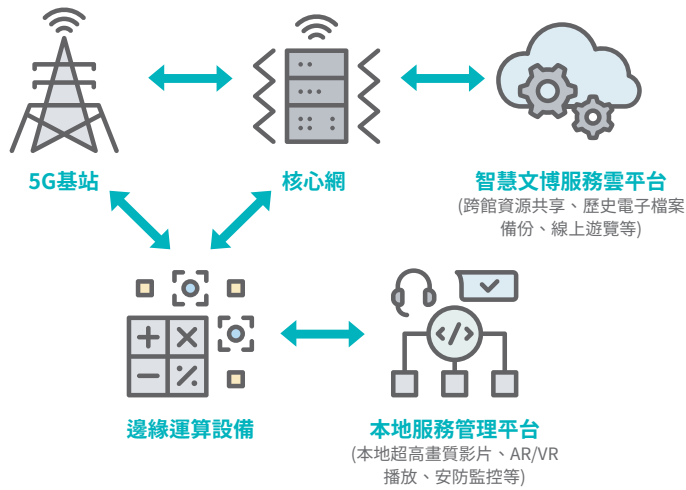 5G基站
核心網
智慧文博服務雲平台
(跨館資源共享、歷史電子檔案
備份、線上遊覽等)
邊緣運算設備
本地服務管理平台
(本地超高畫質影片、AR/VR
播放、安防監控等)